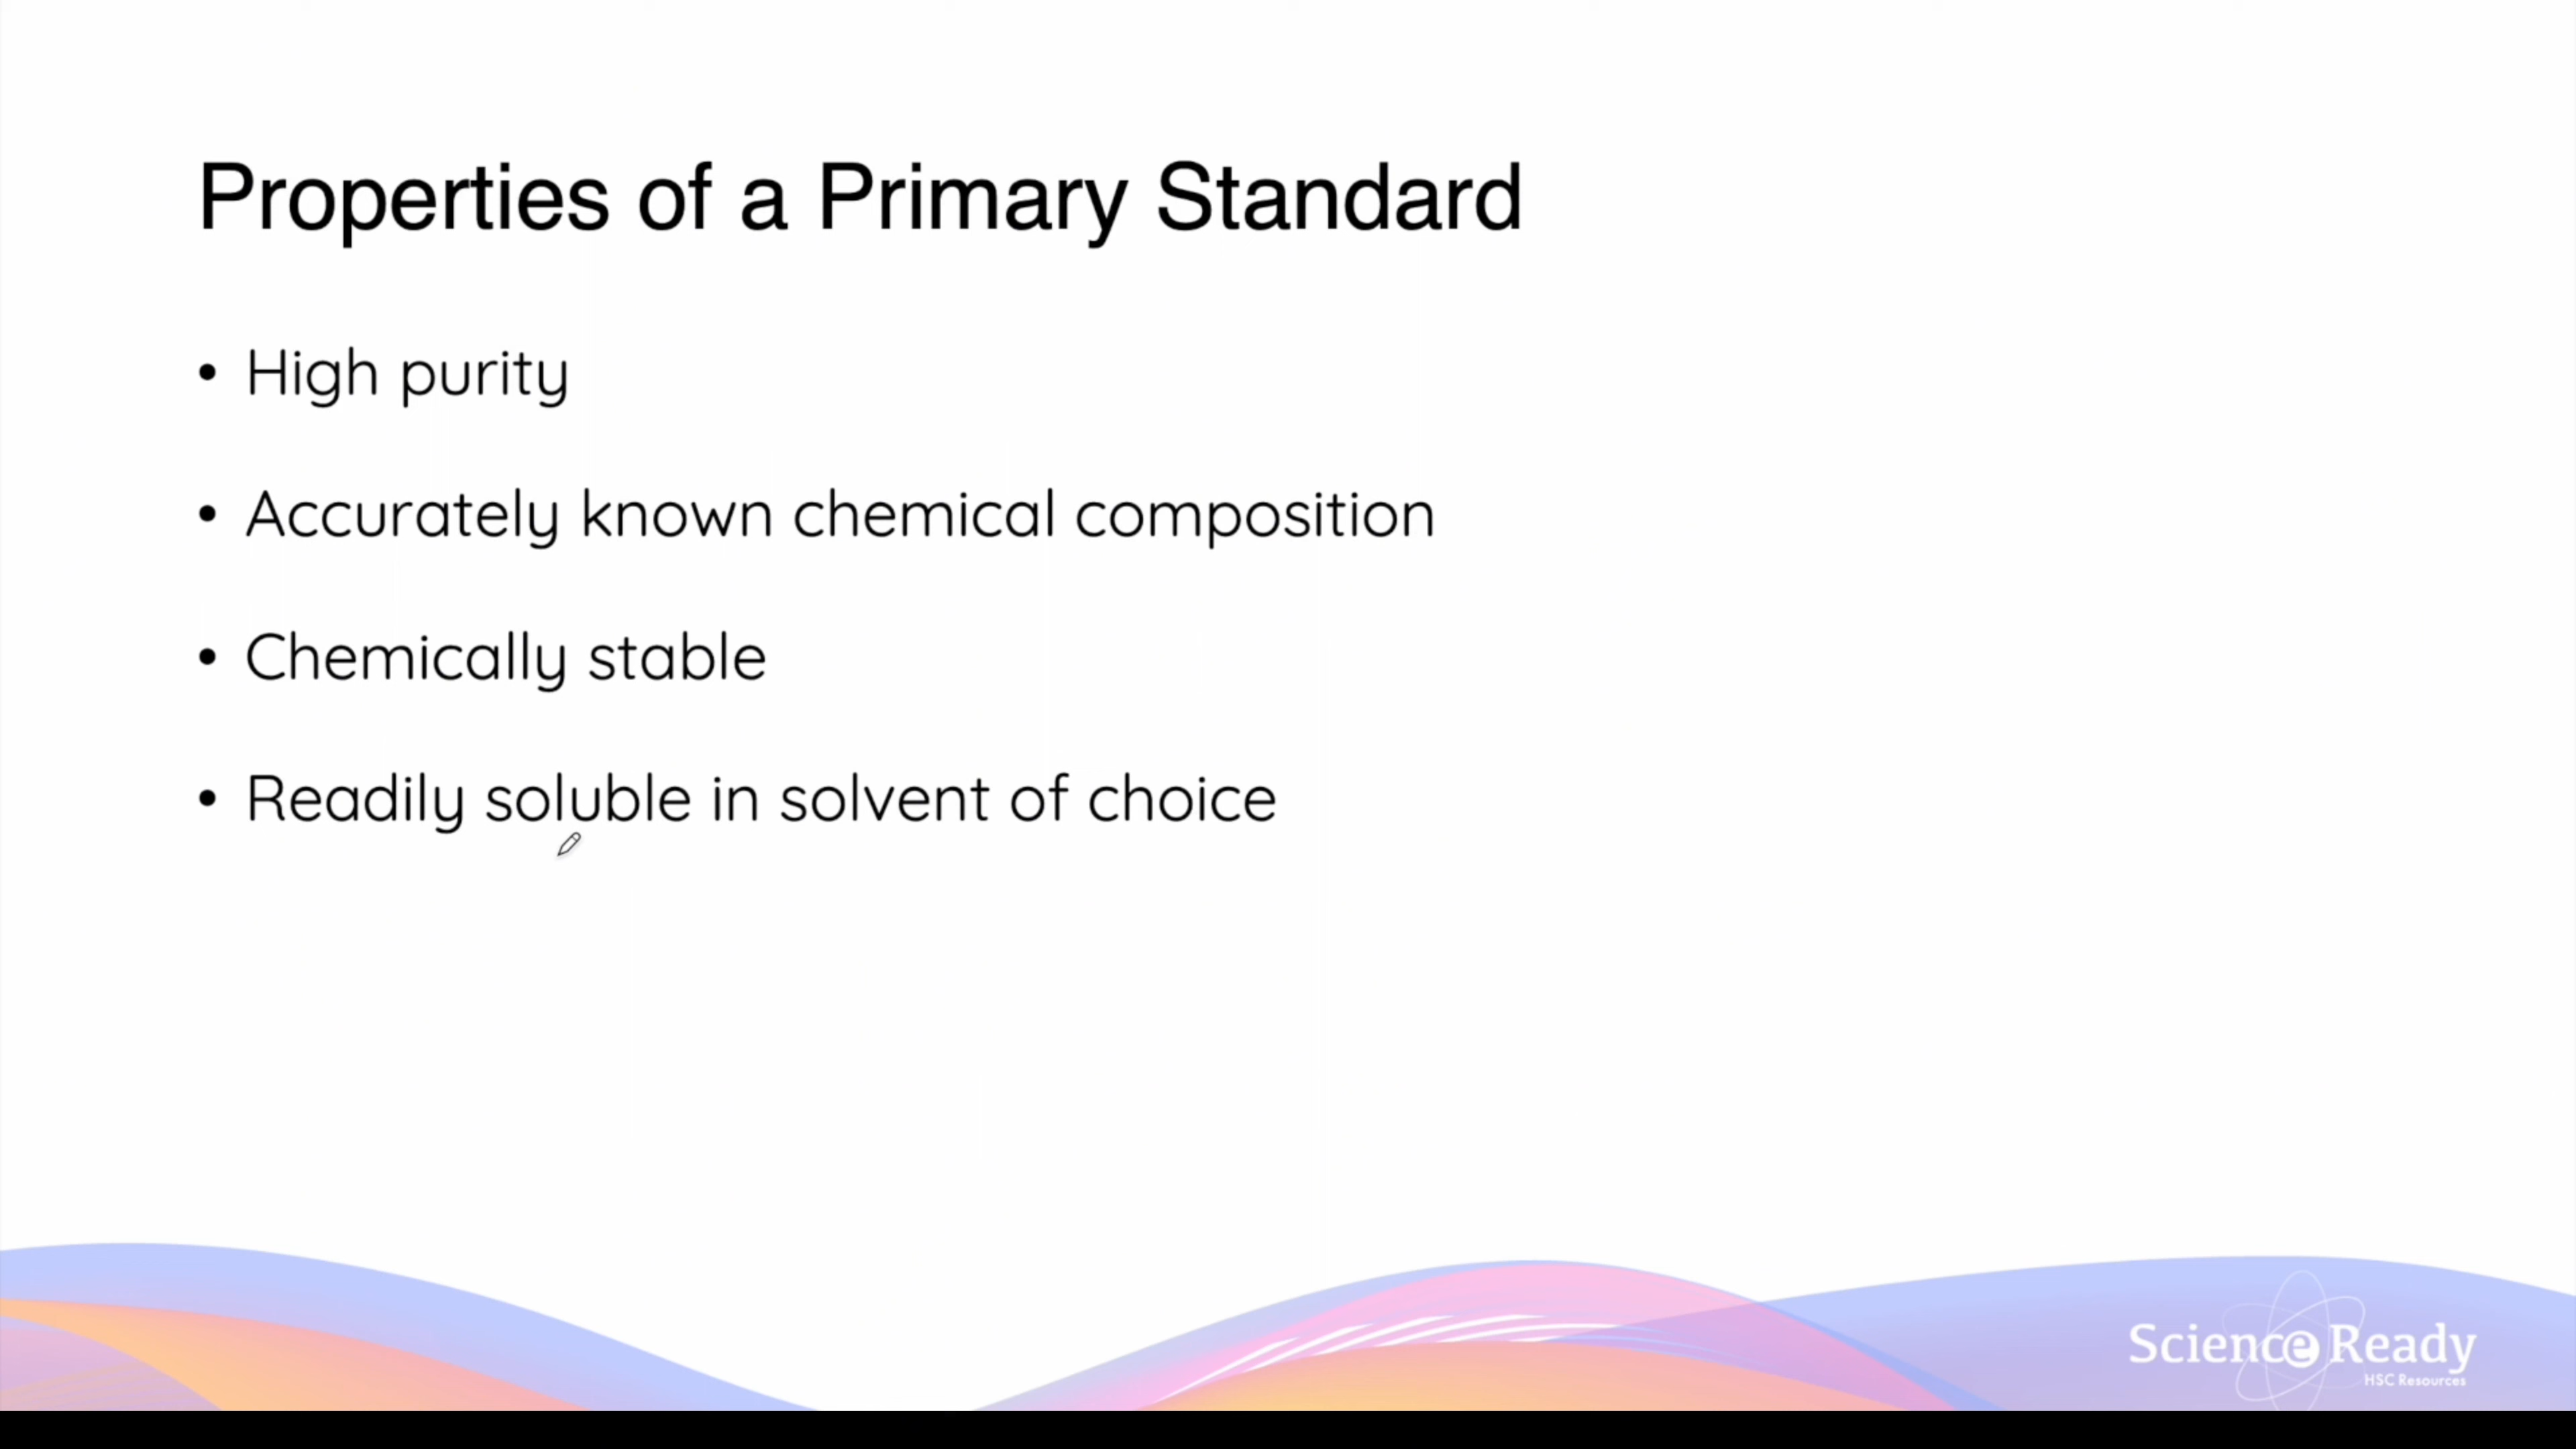 Properties of a Primary Standard
• High purity
• Accurately known chemical composition
• Chemically stable
• Readily soluble in solvent of choice
Science Ready
HSC Resources